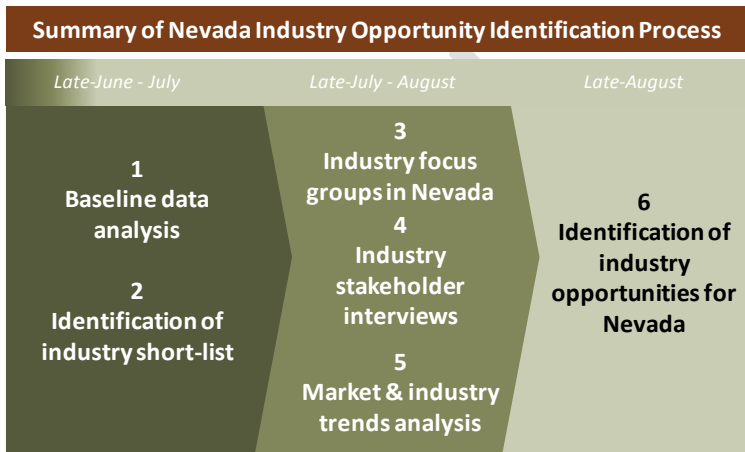 Summary of Nevada Industry Opportunity Identification Process
Late-June - July
Late-July - August
Late-August
1
Baseline data
analysis
2
Identification of
industry short-list
3
Industry focus
groups in Nevada
4
Industry
stakeholder
interviews
5
Market & industry
trends analysis
6
Identification of
industry
opportunities for
Nevada